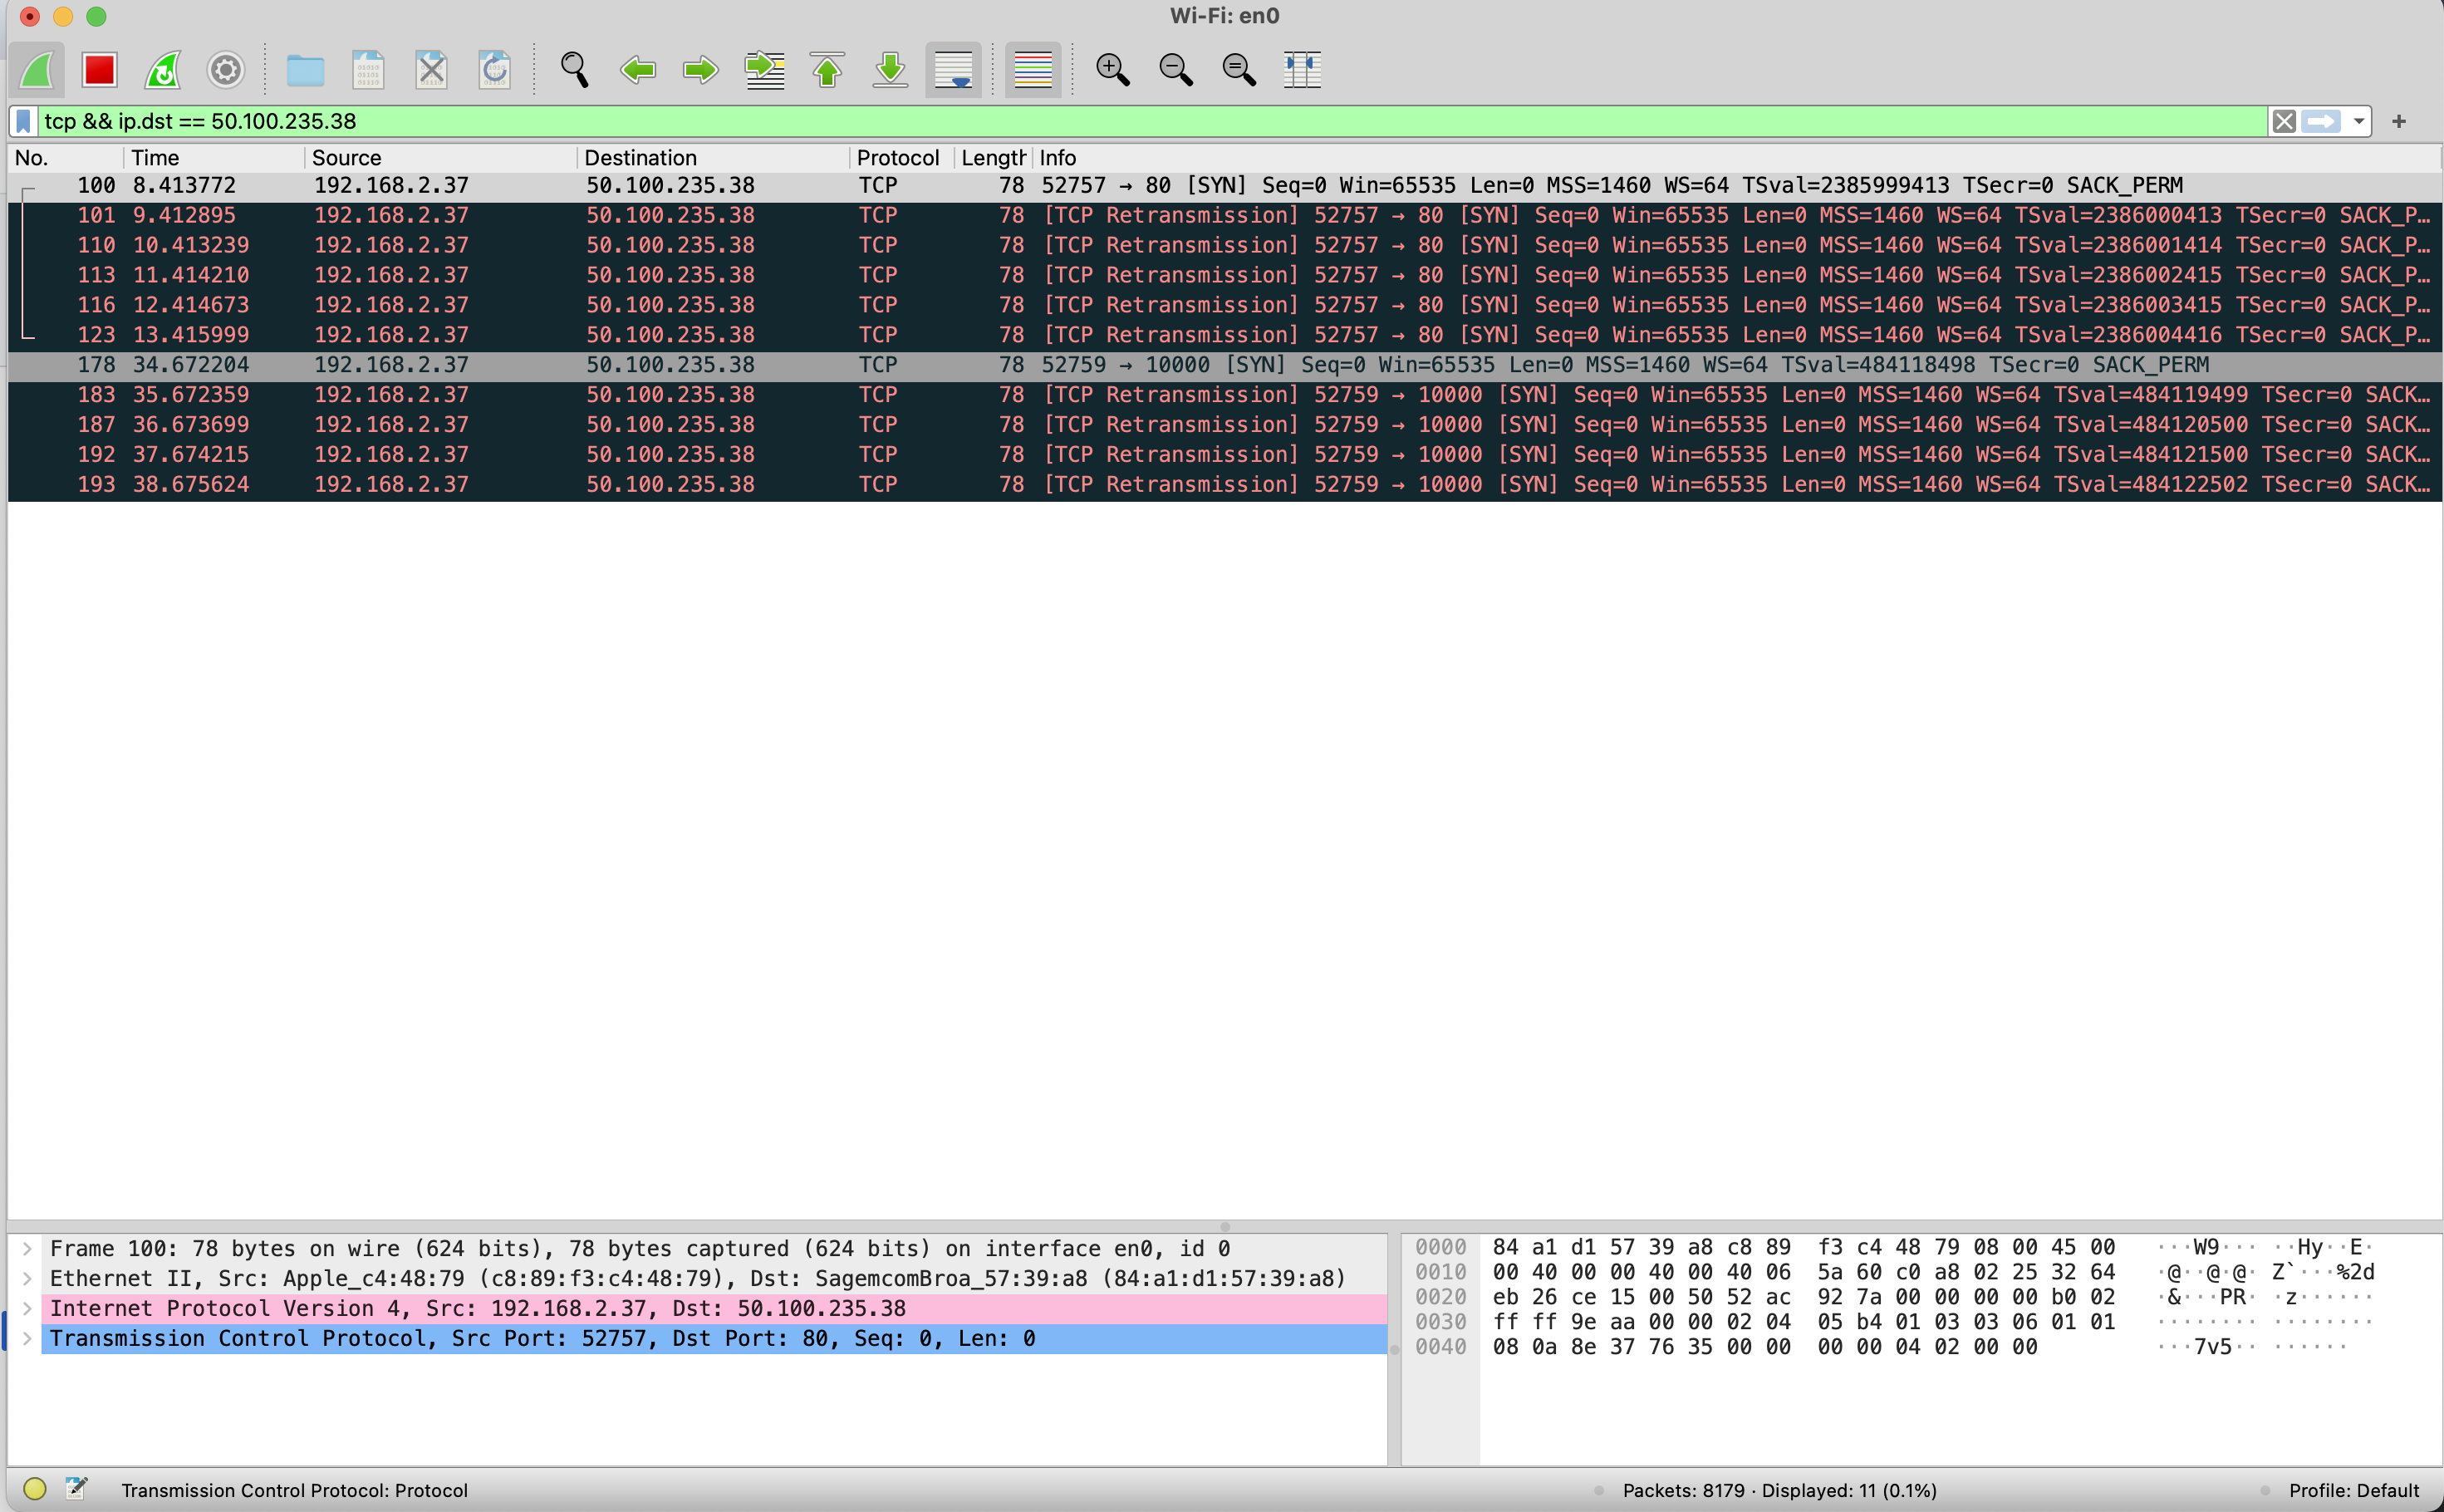 Wi-Fi: en0
tcp && ip.dst == 50.100.235.38
No. Time Source Destination Protocol Length Info
100 8.413772 192.168.2.37 50.100.235.38 TCP 78 52757 → 80 [SYN] Seq=0 Win=65535 Len=0 MSS=1460 WS=64 TSval=2385999413 TSecr=0 SACK_PERM
101 9.412895 192.168.2.37 50.100.235.38 TCP 78 [TCP Retransmission] 52757 → 80 [SYN] Seq=0 Win=65535 Len=0 MSS=1460 WS=64 TSval=2386000413 TSecr=0 SACK_P…
110 10.413239 192.168.2.37 50.100.235.38 TCP 78 [TCP Retransmission] 52757 → 80 [SYN] Seq=0 Win=65535 Len=0 MSS=1460 WS=64 TSval=2386001414 TSecr=0 SACK_P…
113 11.414210 192.168.2.37 50.100.235.38 TCP 78 [TCP Retransmission] 52757 → 80 [SYN] Seq=0 Win=65535 Len=0 MSS=1460 WS=64 TSval=2386002415 TSecr=0 SACK_P…
116 12.414673 192.168.2.37 50.100.235.38 TCP 78 [TCP Retransmission] 52757 → 80 [SYN] Seq=0 Win=65535 Len=0 MSS=1460 WS=64 TSval=2386003415 TSecr=0 SACK_P…
123 13.415999 192.168.2.37 50.100.235.38 TCP 78 [TCP Retransmission] 52757 → 80 [SYN] Seq=0 Win=65535 Len=0 MSS=1460 WS=64 TSval=2386004416 TSecr=0 SACK_P…
178 34.672204 192.168.2.37 50.100.235.38 TCP 78 52759 → 10000 [SYN] Seq=0 Win=65535 Len=0 MSS=1460 WS=64 TSval=484118498 TSecr=0 SACK_PERM
183 35.672359 192.168.2.37 50.100.235.38 TCP 78 [TCP Retransmission] 52759 → 10000 [SYN] Seq=0 Win=65535 Len=0 MSS=1460 WS=64 TSval=484119499 TSecr=0 SACK…
187 36.673699 192.168.2.37 50.100.235.38 TCP 78 [TCP Retransmission] 52759 → 10000 [SYN] Seq=0 Win=65535 Len=0 MSS=1460 WS=64 TSval=484120500 TSecr=0 SACK…
192 37.674215 192.168.2.37 50.100.235.38 TCP 78 [TCP Retransmission] 52759 → 10000 [SYN] Seq=0 Win=65535 Len=0 MSS=1460 WS=64 TSval=484121500 TSecr=0 SACK…
193 38.675624 192.168.2.37 50.100.235.38 TCP 78 [TCP Retransmission] 52759 → 10000 [SYN] Seq=0 Win=65535 Len=0 MSS=1460 WS=64 TSval=484122502 TSecr=0 SACK…
Frame 100: 78 bytes on wire (624 bits), 78 bytes captured (624 bits) on interface en0, id 0
Ethernet II, Src: Apple_c4:48:79 (c8:89:f3:c4:48:79), Dst: SagemcomBroa_57:39:a8 (84:a1:d1:57:39:a8)
Internet Protocol Version 4, Src: 192.168.2.37, Dst: 50.100.235.38
Transmission Control Protocol, Src Port: 52757, Dst Port: 80, Seq: 0, Len: 0
0000 84 a1 d1 57 39 a8 c8 89 f3 c4 48 79 08 00 45 00 ···W9··· ··Hy··E·
0010 00 40 00 00 40 00 40 06 5a 60 c0 a8 02 25 32 64 ·@··@·@· Z`···%2d
0020 eb 26 ce 15 00 50 52 ac 92 7a 00 00 00 00 b0 02 ·&···PR· ·z······
0030 ff ff 9e aa 00 00 02 04 05 b4 01 03 03 06 01 01 ········ ········
0040 08 0a 8e 37 76 35 00 00 00 00 04 02 00 00 ···7v5·· ······
Transmission Control Protocol: Protocol
Packets: 8179 · Displayed: 11 (0.1%)
Profile: Default